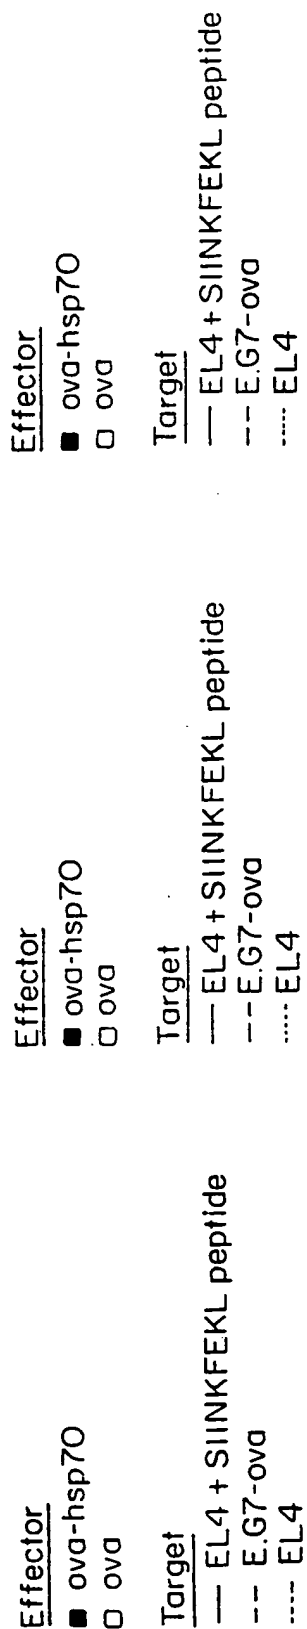 Effector
■ ova-hsp70
□ ova
Target
— EL4 + SIINKFEKL peptide
-- E.G7-ova
---- EL4
Effector
■ ova-hsp70
□ ova
Target
— EL4 + SIINKFEKL peptide
-- E.G7-ova
----- EL4
Effector
■ ova-hsp70
□ ova
Target
— EL4 + SIINKFEKL peptide
-- E.G7-ova
----- EL4